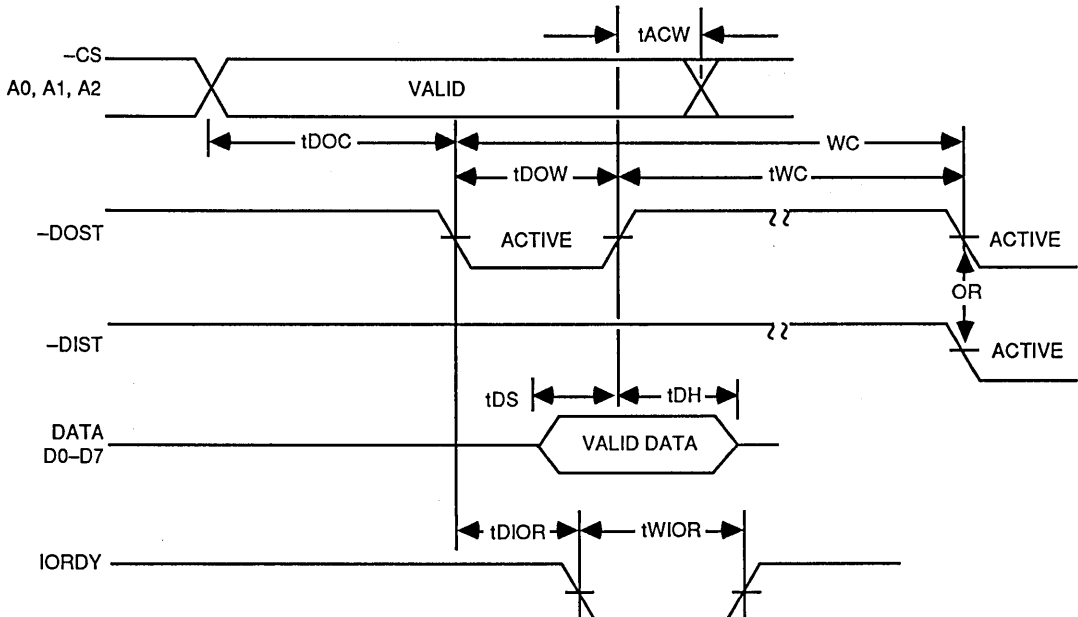 tACW
–CS
A0, A1, A2
VALID
tDOC
WC
tDOW
tWC
–DOST
ACTIVE
ACTIVE
OR
–DIST
ACTIVE
tDS
tDH
DATA
D0–D7
VALID DATA
tDIOR
tWIOR
IORDY